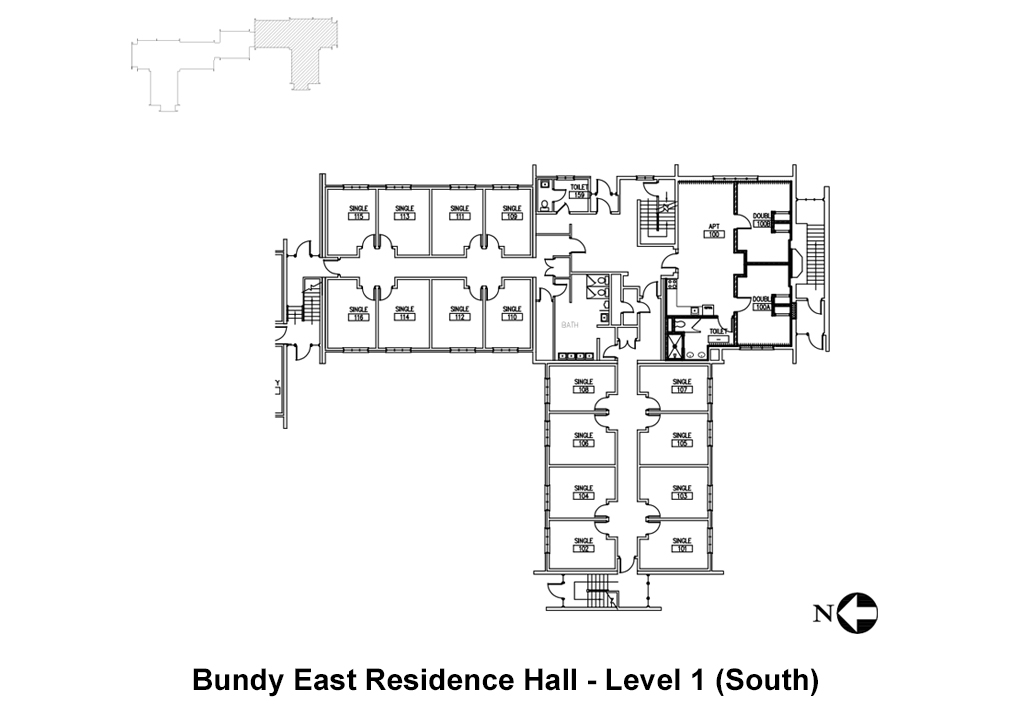 TOILET
159
SINGLE
115
SINGLE
113
SINGLE
111
SINGLE
109
DOUBL
100B
APT
100
DOUBL
100A
SINGLE
116
SINGLE
114
SINGLE
112
SINGLE
110
BATH
TOILET
SINGLE
108
SINGLE
107
Y
SINGLE
106
SINGLE
105
SINGLE
104
SINGLE
103
SINGLE
102
SINGLE
101
N
Bundy East Residence Hall - Level 1 (South)